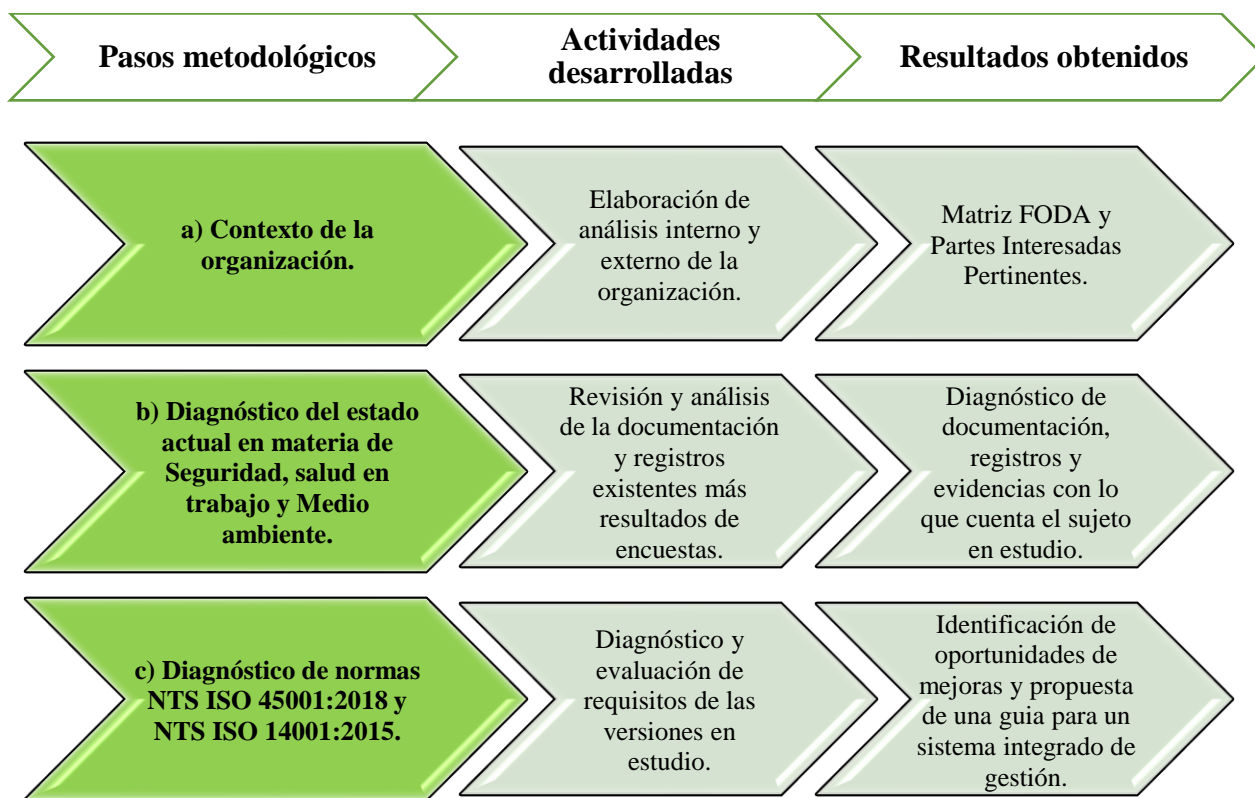 Pasos metodológicos
Actividades
desarrolladas
Resultados obtenidos
a) Contexto de la
organización.
Elaboración de
análisis interno y
externo de la
organización.
Matriz FODA y
Partes Interesadas
Pertinentes.
b) Diagnóstico del estado
actual en materia de
Seguridad, salud en
trabajo y Medio
ambiente.
Revisión y análisis
de la documentación
y registros
existentes más
resultados de
encuestas.
Diagnóstico de
documentación,
registros y
evidencias con lo
que cuenta el sujeto
en estudio.
c) Diagnóstico de normas
NTS ISO 45001:2018 y
NTS ISO 14001:2015.
Diagnóstico y
evaluación de
requisitos de las
versiones en
estudio.
Identificación de
oportunidades de
mejoras y propuesta
de una guia para un
sistema integrado de
gestión.